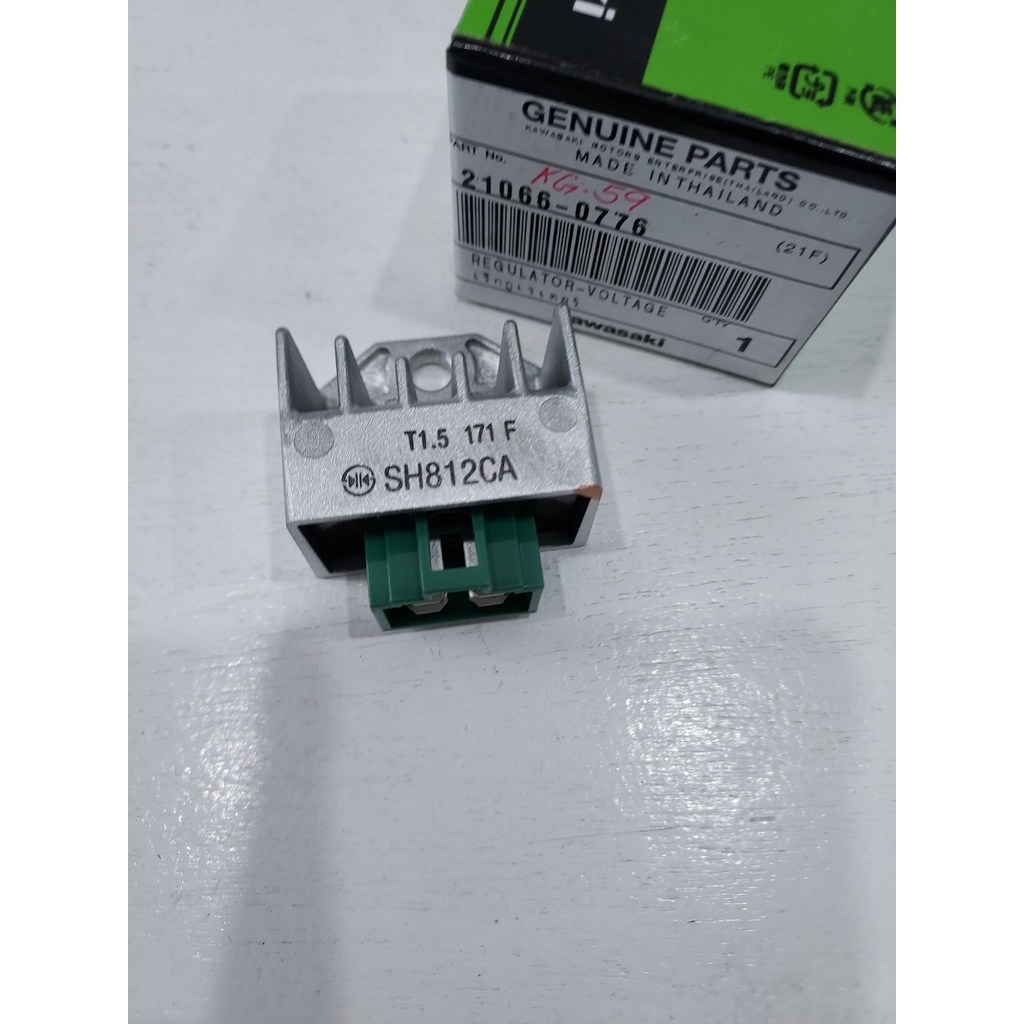 GENUINE PARTS
KAWASAKI MOTORS ENTERPRISE(THAILAND) CO.,LTD.
MADE IN THAILAND
PART No.
KG-59
21066-0776
(21F)
REGULATOR-VOLTAGE
QTY 1
Kawasaki
T1.5 171 F
SH812CA